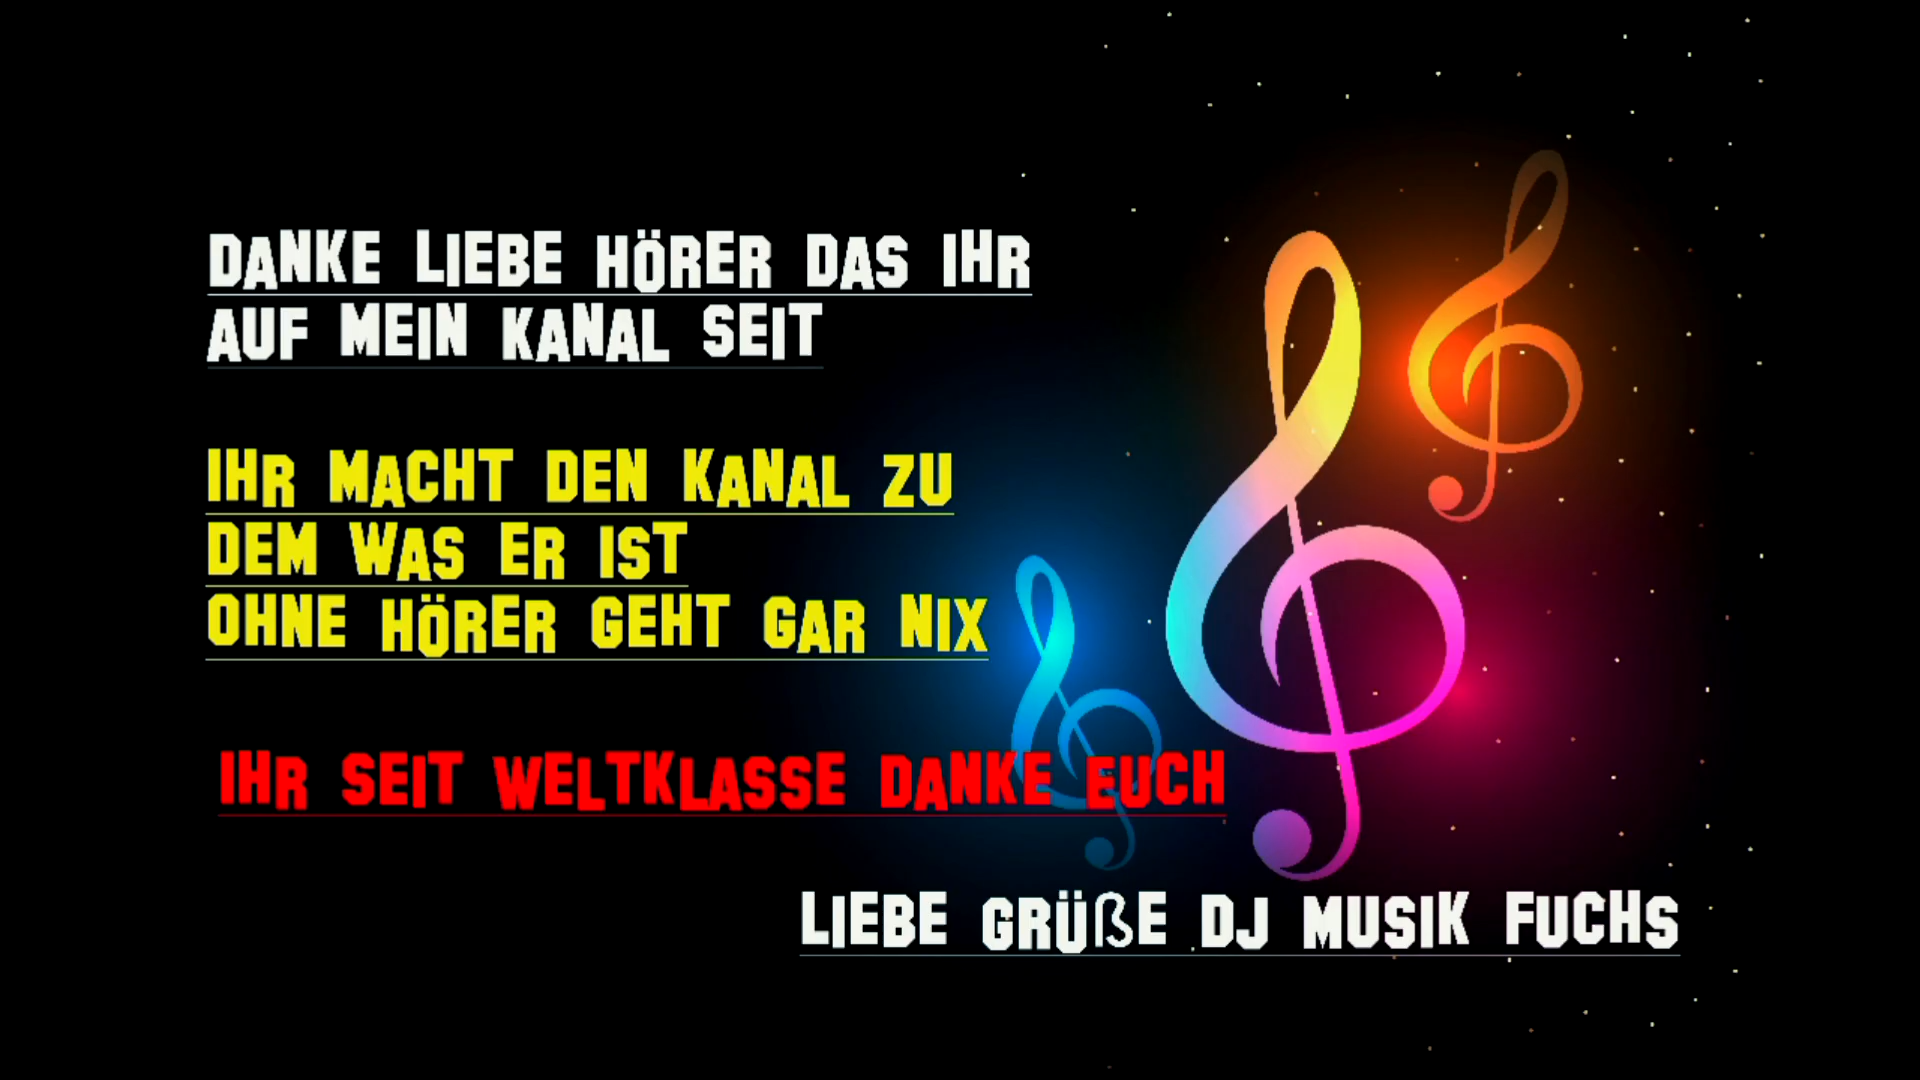 DANKE LIEBE HÖRER DAS IHR
AUF MEIN KANAL SEIT
IHR MACHT DEN KANAL ZU
DEM WAS ER IST
OHNE HÖRER GEHT GAR NIX
IHR SEIT WELTKLASSE DANKE EUCH
LIEBE GRÜßE DJ MUSIK FUCHS